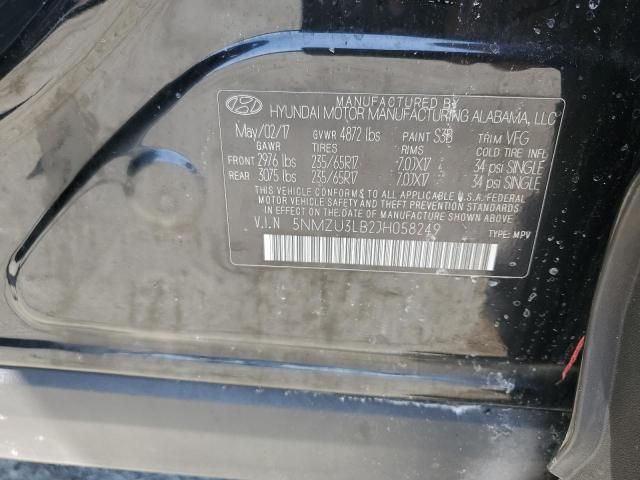 MANUFACTURED BY
HYUNDAI MOTOR MANUFACTURING ALABAMA, LLC
May/02/17 GVWR 4872 lbs PAINT S3B TRIM VFG
GAWR TIRES RIMS COLD TIRE INFL
FRONT 2976 lbs 235/65R17 7.0JX17 34 psi SINGLE
REAR 3075 lbs 235/65R17 7.0JX17 34 psi SINGLE
THIS VEHICLE CONFORMS TO ALL APPLICABLE U.S.A. FEDERAL
MOTOR VEHICLE SAFETY AND THEFT PREVENTION STANDARDS
IN EFFECT ON THE DATE OF MANUFACTURE SHOWN ABOVE.
V.I.N 5NMZU3LB2JH058249 TYPE: MPV